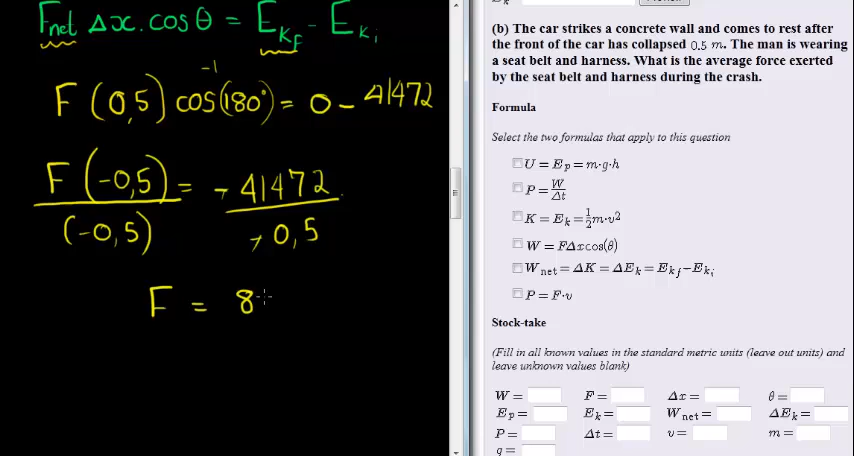 Fnet Δx.cosθ = EKF - EKi
F(0,5) cos(180°) = 0 - 41472
-1
F(-0,5) = -41472
(-0,5) -0,5
F = 8
(b) The car strikes a concrete wall and comes to rest after
the front of the car has collapsed 0.5 m. The man is wearing
a seat belt and harness. What is the average force exerted
by the seat belt and harness during the crash.
Formula
Select the two formulas that apply to this question
U = Ep = m·g·h
P = W/Δt
K = Ek = 1/2 m·v²
W = FΔxcos(θ)
Wnet = ΔK = ΔEk = Ekf − Eki
P = F·v
Stock-take
(Fill in all known values in the standard metric units (leave out units) and
leave unknown values blank)
W = F = Δx = θ =
Ep = Ek = Wnet = ΔEk =
P = Δt = v = m =
g =